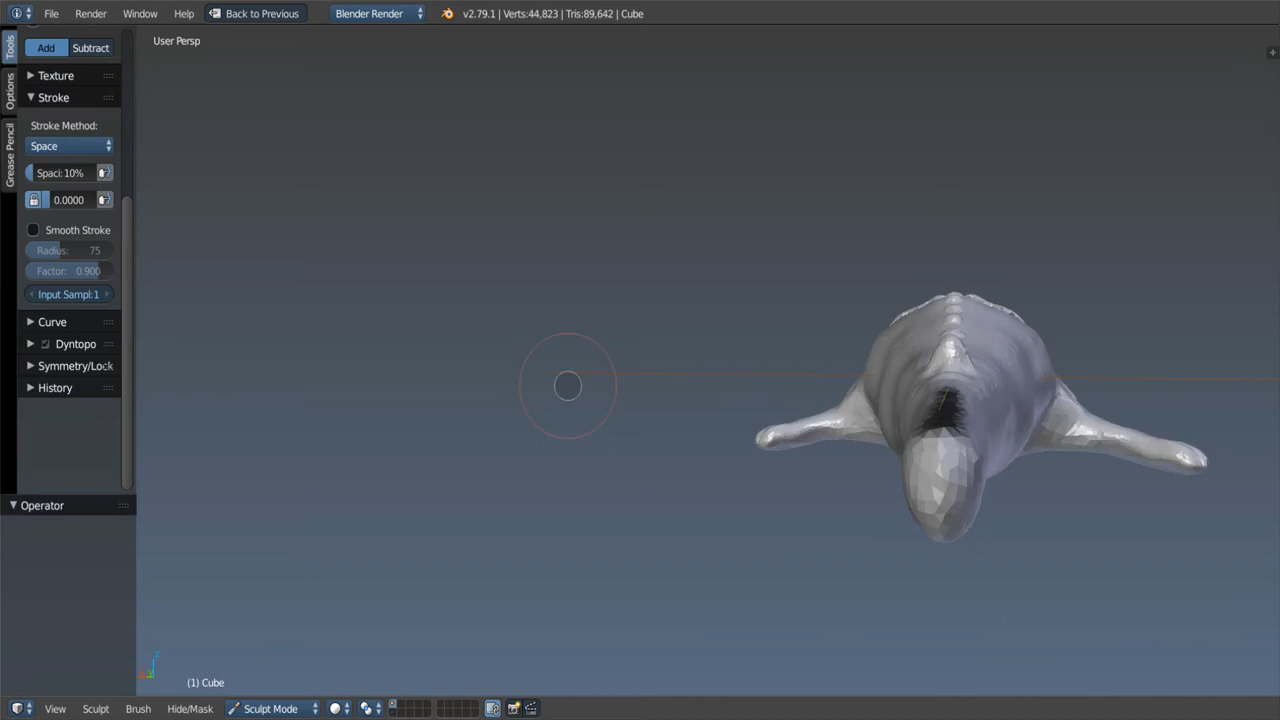 File Render Window Help Back to Previous Blender Render v2.79.1 | Verts:44,823 | Tris:89,642 | Cube
User Persp
Tools
Options
Grease Pencil
Add Subtract
Texture
Stroke
Stroke Method:
Space
Spaci: 10%
0.0000
Smooth Stroke
Radius: 75
Factor: 0.900
Input Sampl: 1
Curve
Dyntopo
Symmetry/Lock
History
Operator
z
(1) Cube
View Sculpt Brush Hide/Mask Sculpt Mode